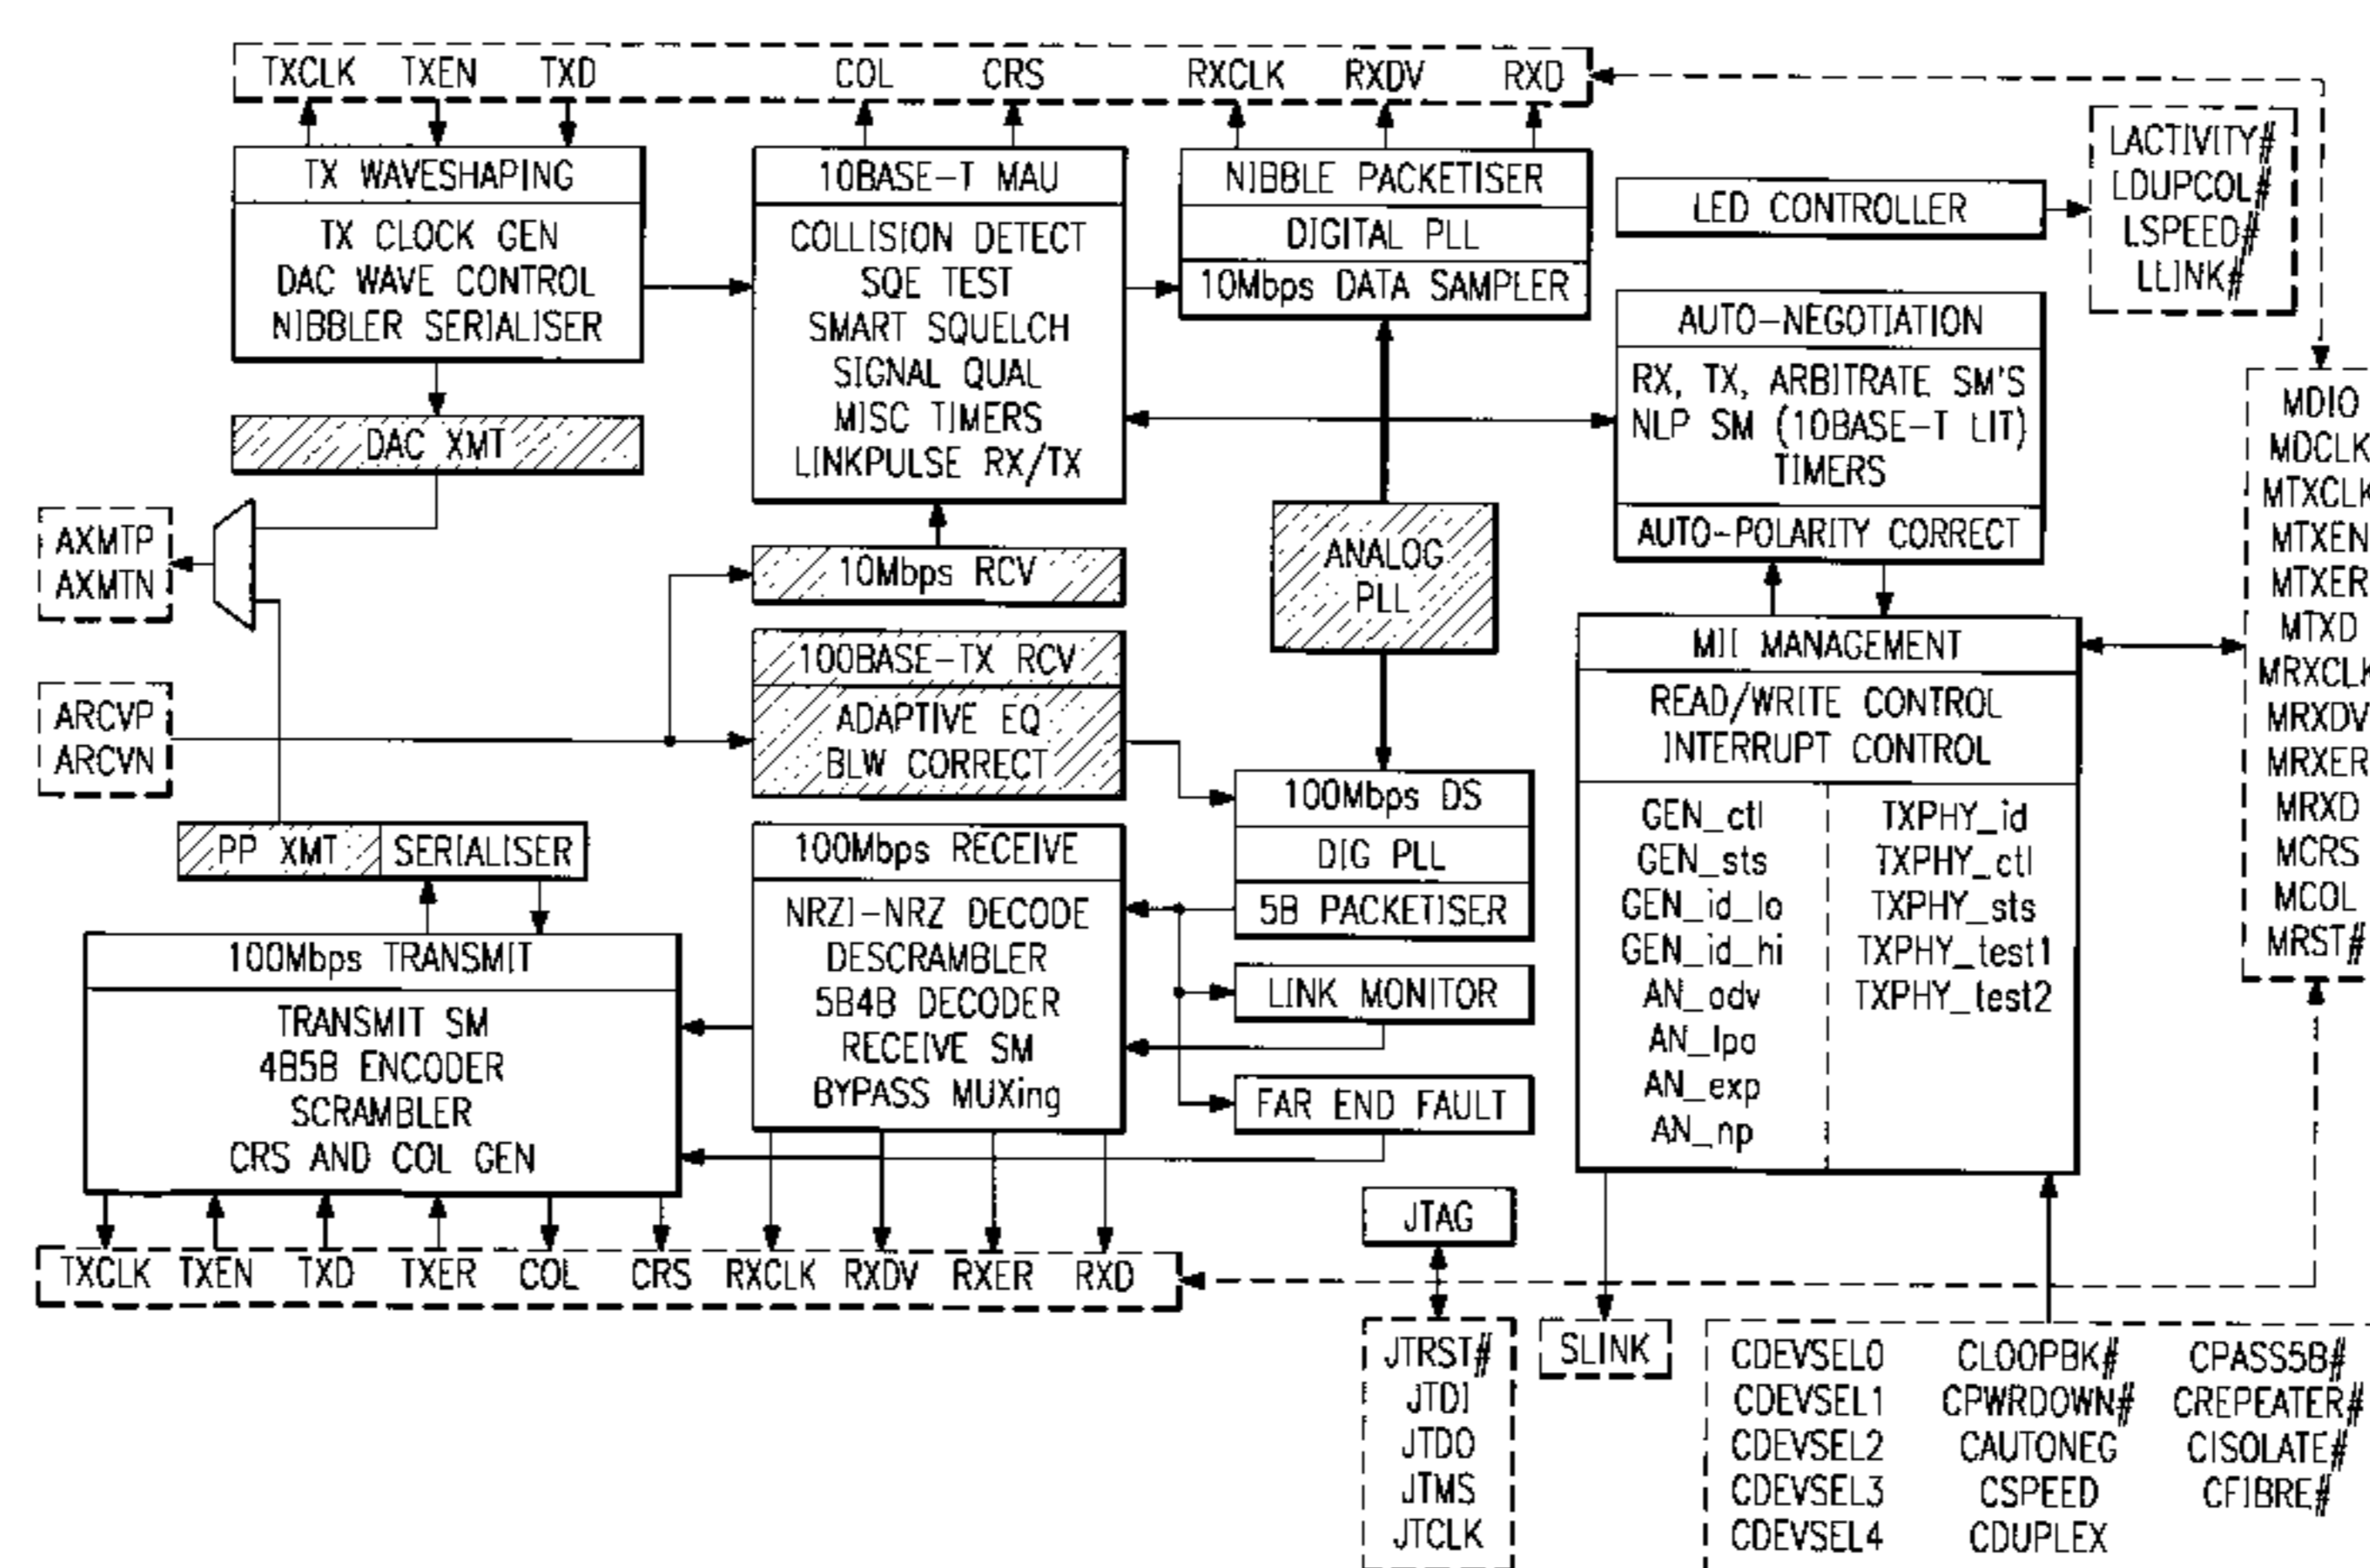 TXCLK TXEN TXD COL CRS RXCLK RXDV RXD
TX WAVESHAPING
TX CLOCK GEN
DAC WAVE CONTROL
NIBBLER SERIALISER
10BASE-T MAU
COLLISION DETECT
SQE TEST
SMART SQUELCH
SIGNAL QUAL
MISC TIMERS
LINKPULSE RX/TX
NIBBLE PACKETISER
DIGITAL PLL
10Mbps DATA SAMPLER
LED CONTROLLER
LACTIVITY#
LDUPCOL#
LSPEED#
LLINK#
AUTO-NEGOTIATION
RX, TX, ARBITRATE SM'S
NLP SM (10BASE-T LIT)
TIMERS
AUTO-POLARITY CORRECT
DAC XMT
AXMTP
AXMTN
10Mbps RCV
ANALOG
PLL
100BASE-TX RCV
ADAPTIVE EQ
BLW CORRECT
ARCVP
ARCVN
MII MANAGEMENT
READ/WRITE CONTROL
INTERRUPT CONTROL
GEN_ctl
GEN_sts
GEN_id_lo
GEN_id_hi
AN_adv
AN_lpa
AN_exp
AN_np
TXPHY_id
TXPHY_ctl
TXPHY_sts
TXPHY_test1
TXPHY_test2
MDIO
MDCLK
MTXCLK
MTXEN
MTXER
MTXD
MRXCLK
MRXDV
MRXER
MRXD
MCRS
MCOL
MRST#
PP XMT SERIALISER
100Mbps RECEIVE
NRZI-NRZ DECODE
DESCRAMBLER
5B4B DECODER
RECEIVE SM
BYPASS MUXing
100Mbps DS
DIG PLL
5B PACKETISER
LINK MONITOR
FAR END FAULT
100Mbps TRANSMIT
TRANSMIT SM
4B5B ENCODER
SCRAMBLER
CRS AND COL GEN
TXCLK TXEN TXD TXER COL CRS RXCLK RXDV RXER RXD
JTAG
JTRST#
JTDI
JTDO
JTMS
JTCLK
SLINK
CDEVSEL0 CLOOPBK# CPASS5B#
CDEVSEL1 CPWRDOWN# CREPEATER#
CDEVSEL2 CAUTONEG CISOLATE#
CDEVSEL3 CSPEED CFIBRE#
CDEVSEL4 CDUPLEX